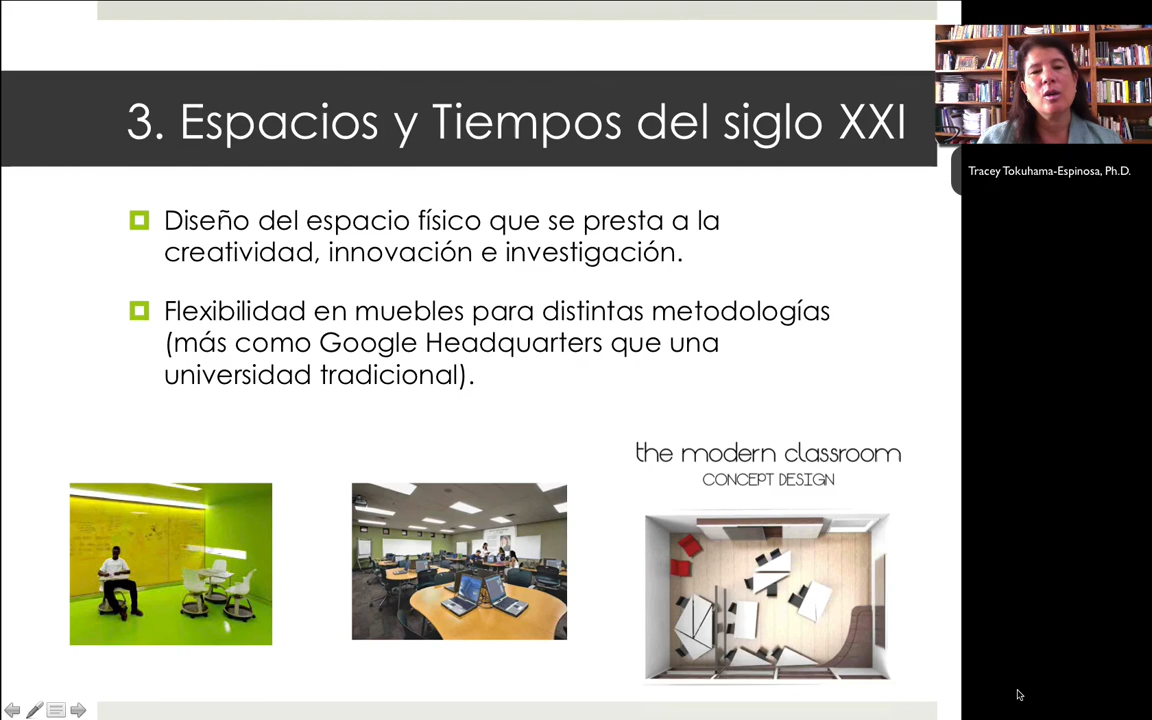 3. Espacios y Tiempos del siglo XXI
Tracey Tokuhama-Espinosa, Ph.D.
Diseño del espacio físico que se presta a la
creatividad, innovación e investigación.
Flexibilidad en muebles para distintas metodologías
(más como Google Headquarters que una
universidad tradicional).
the modern classroom
CONCEPT DESIGN